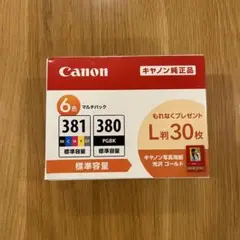 Canon
キヤノン純正品
6色
マルチパック
381
380
PGBK
標準容量
標準容量
標準容量
もれなくプレゼント
L判30枚
キヤノン写真用紙
光沢 ゴールド